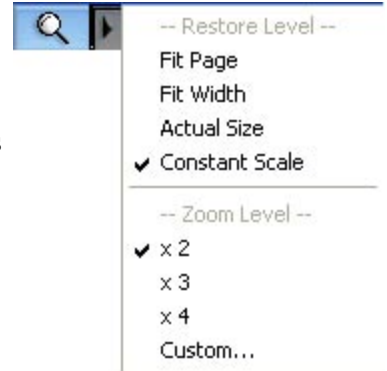 -- Restore Level --
Fit Page
Fit Width
Actual Size
Constant Scale
-- Zoom Level --
x 2
x 3
x 4
Custom...